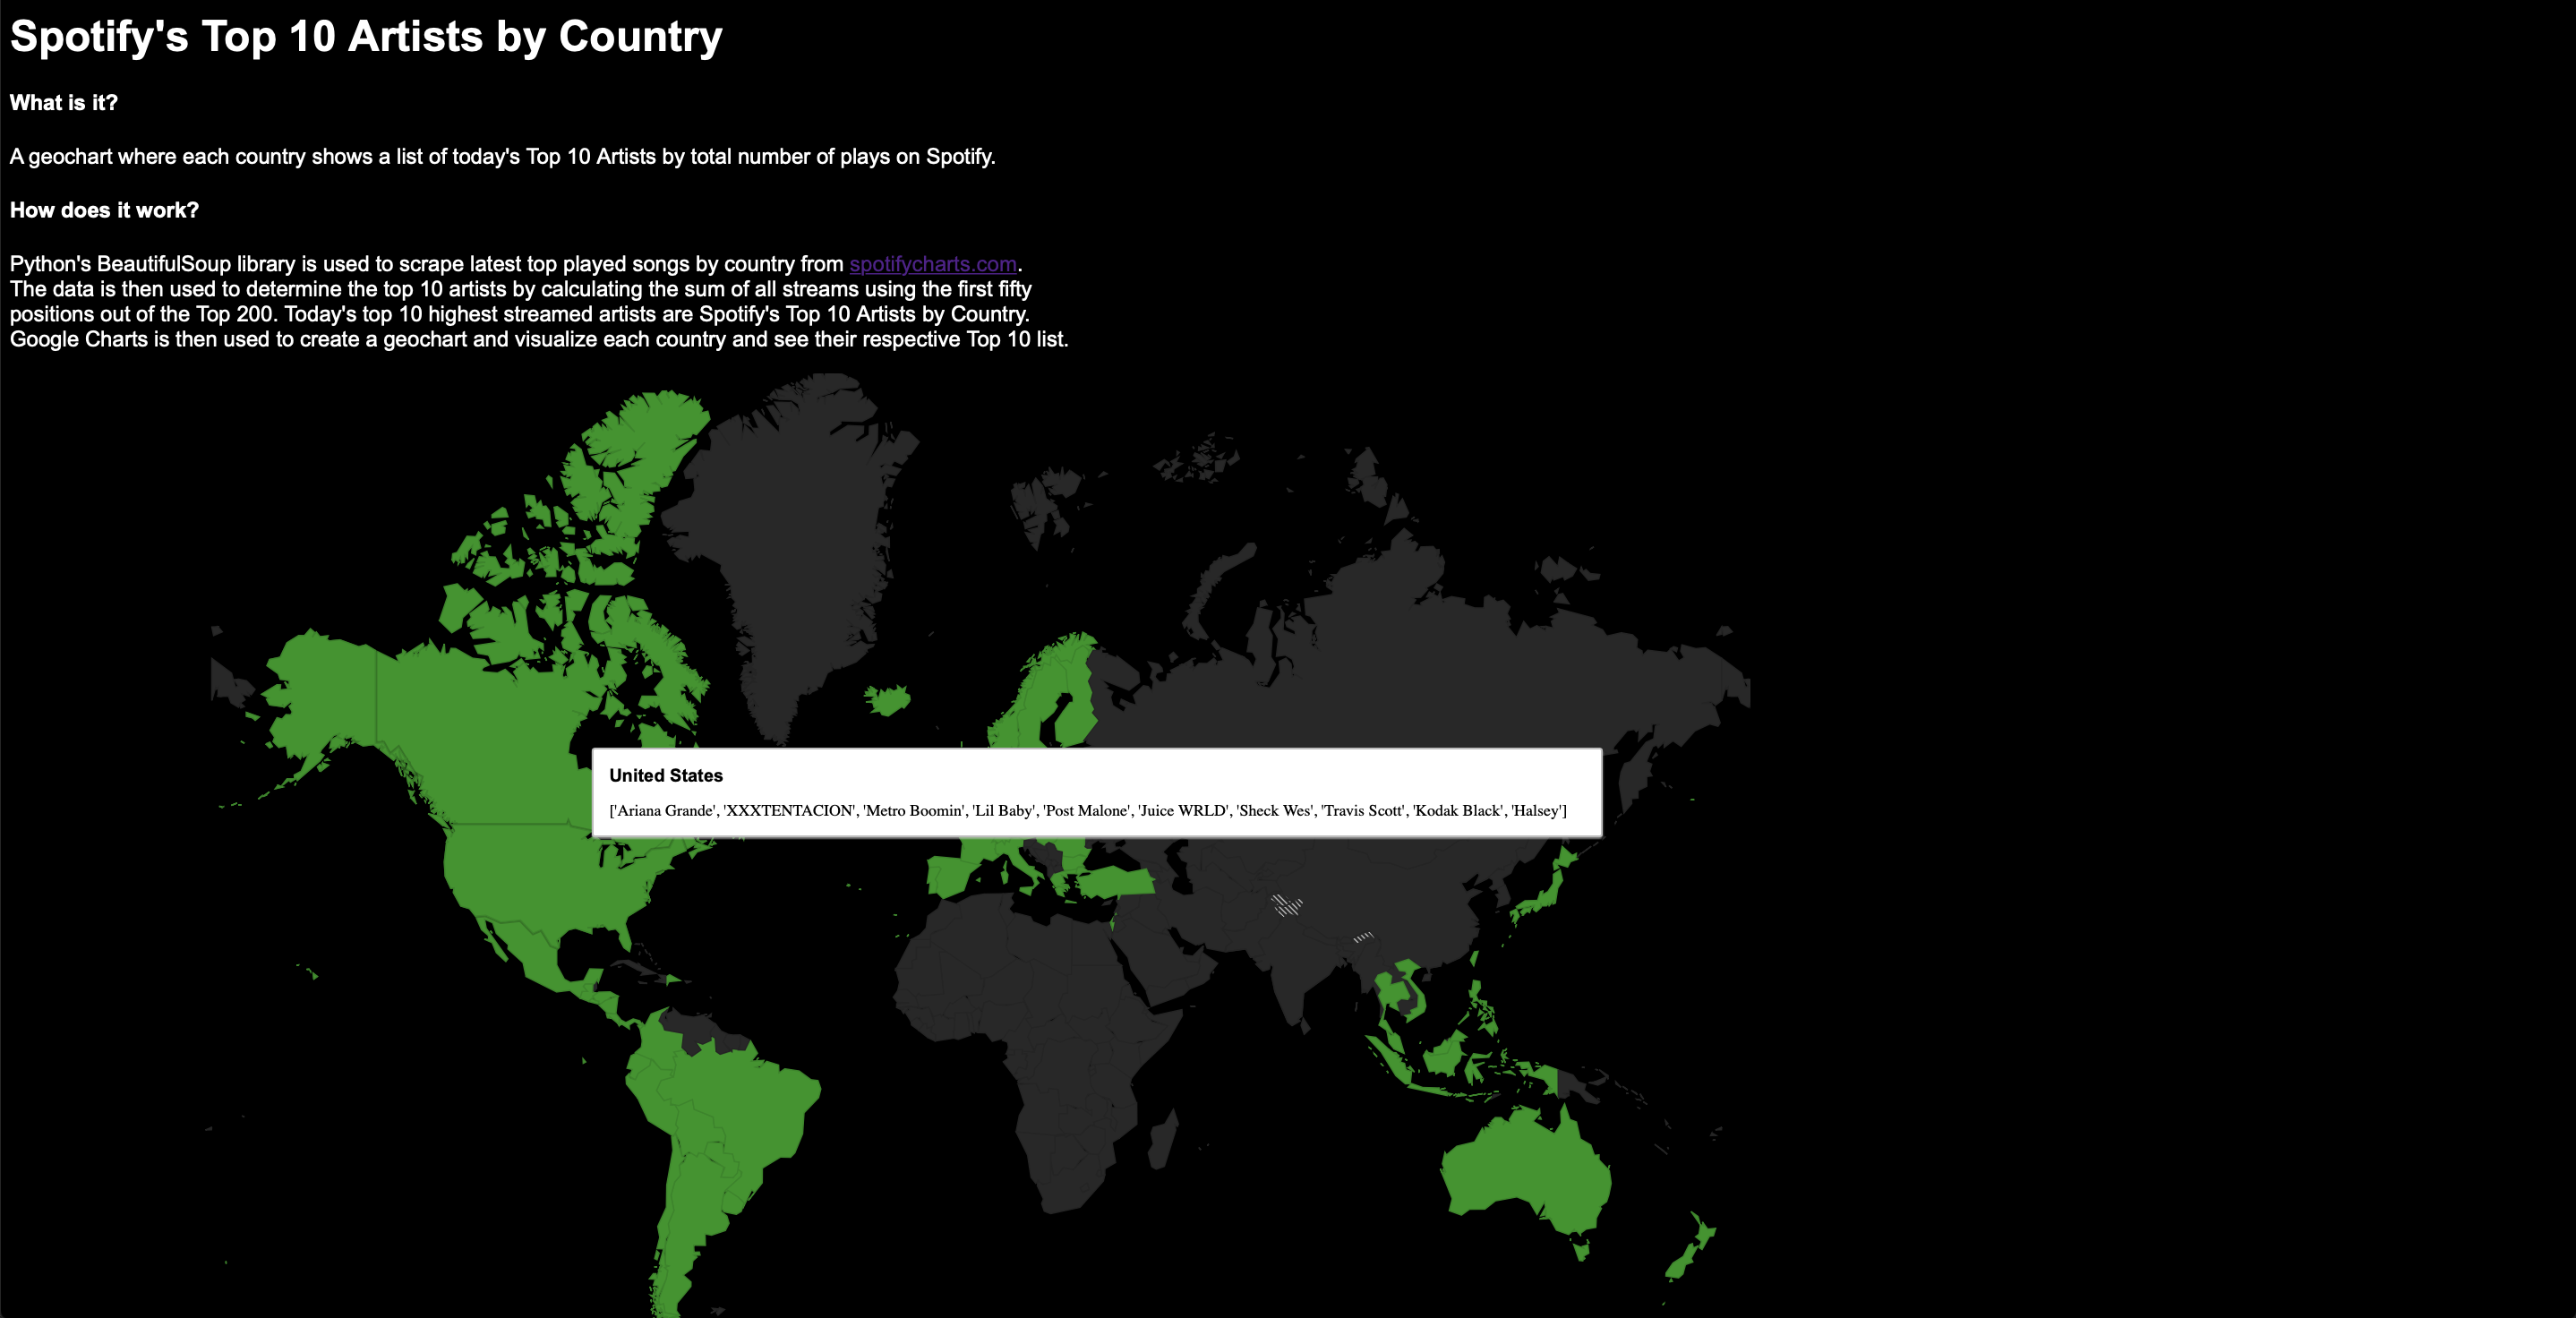 Spotify's Top 10 Artists by Country
What is it?
A geochart where each country shows a list of today's Top 10 Artists by total number of plays on Spotify.
How does it work?
Python's BeautifulSoup library is used to scrape latest top played songs by country from spotifycharts.com.
The data is then used to determine the top 10 artists by calculating the sum of all streams using the first fifty
positions out of the Top 200. Today's top 10 highest streamed artists are Spotify's Top 10 Artists by Country.
Google Charts is then used to create a geochart and visualize each country and see their respective Top 10 list.
United States
['Ariana Grande', 'XXXTENTACION', 'Metro Boomin', 'Lil Baby', 'Post Malone', 'Juice WRLD', 'Sheck Wes', 'Travis Scott', 'Kodak Black', 'Halsey']